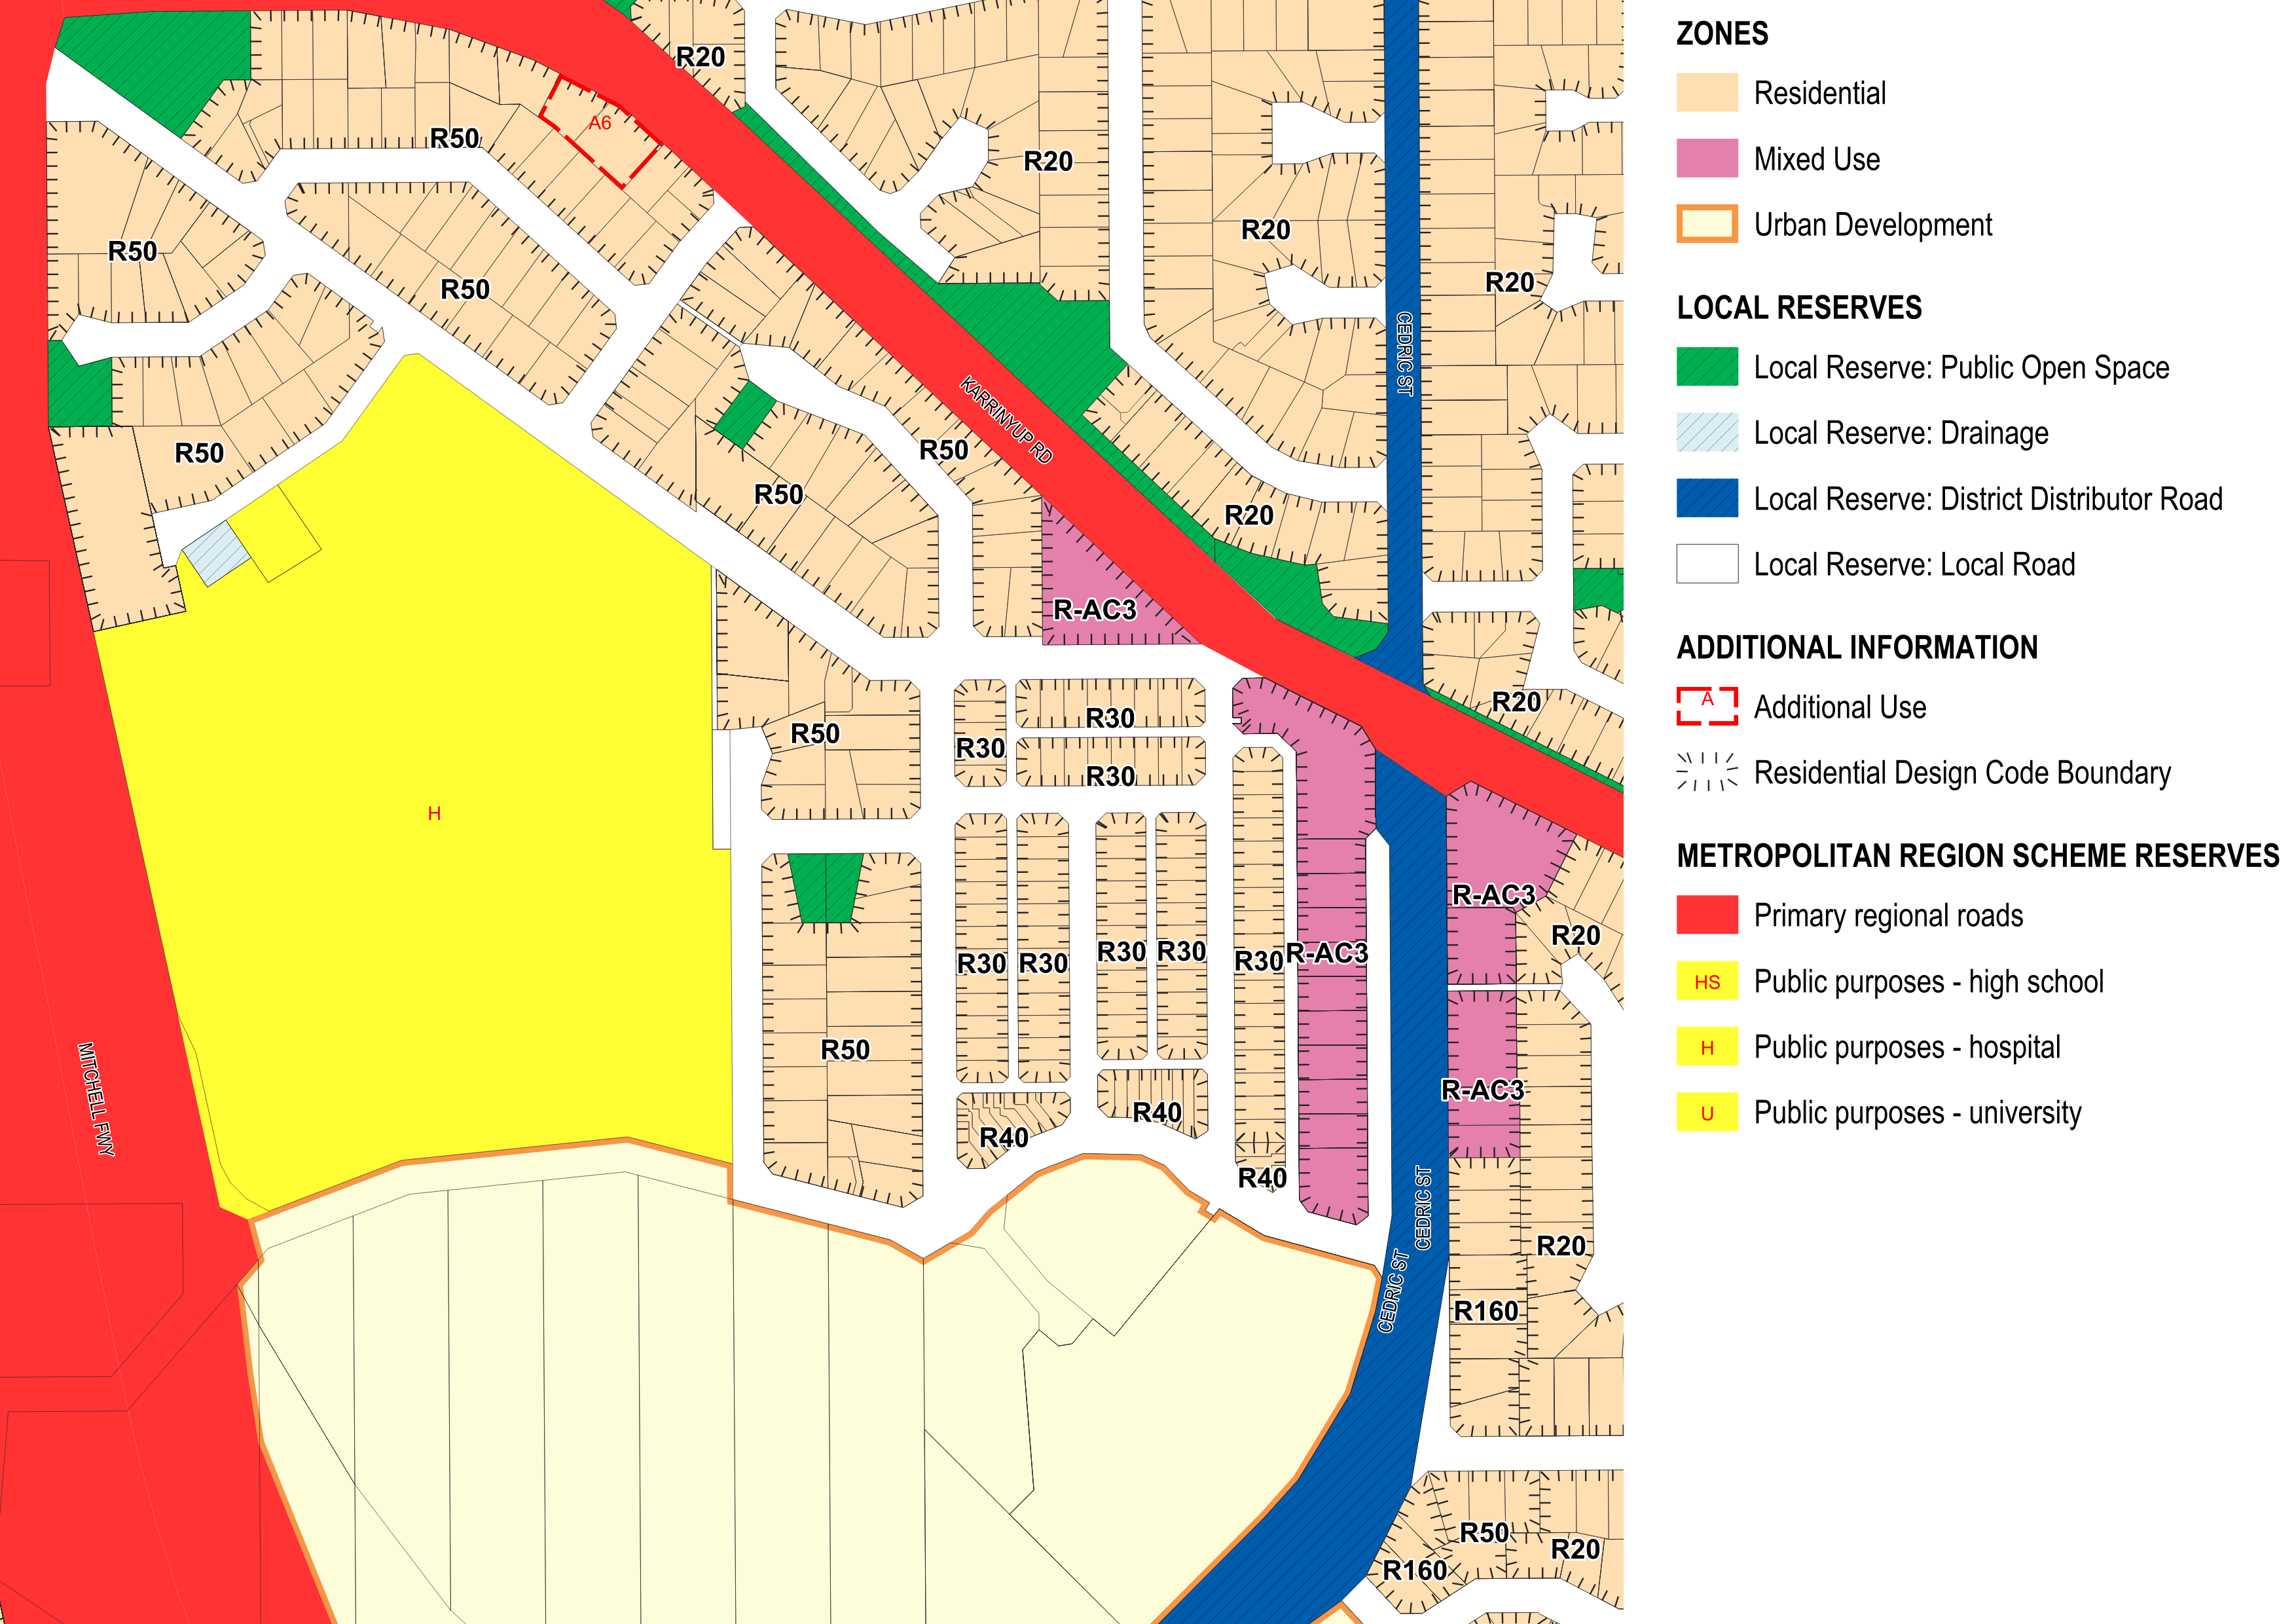 R20
A6
R50
R20
R20
R50
R20
R50
CEDRIC ST
KARRINYUP RD
R50
R50
R50
R20
R-AC3
R20
R30
R50
R30
R30
H
R-AC3
R20
R30
R30
R30
R30
R30
R-AC3
R50
MITCHELL FWY
R-AC3
R40
R40
R40
CEDRIC ST
CEDRIC ST
R20
R160
R50
R20
R160
ZONES
Residential
Mixed Use
Urban Development
LOCAL RESERVES
Local Reserve: Public Open Space
Local Reserve: Drainage
Local Reserve: District Distributor Road
Local Reserve: Local Road
ADDITIONAL INFORMATION
A
Additional Use
Residential Design Code Boundary
METROPOLITAN REGION SCHEME RESERVES
Primary regional roads
HS
Public purposes - high school
H
Public purposes - hospital
U
Public purposes - university